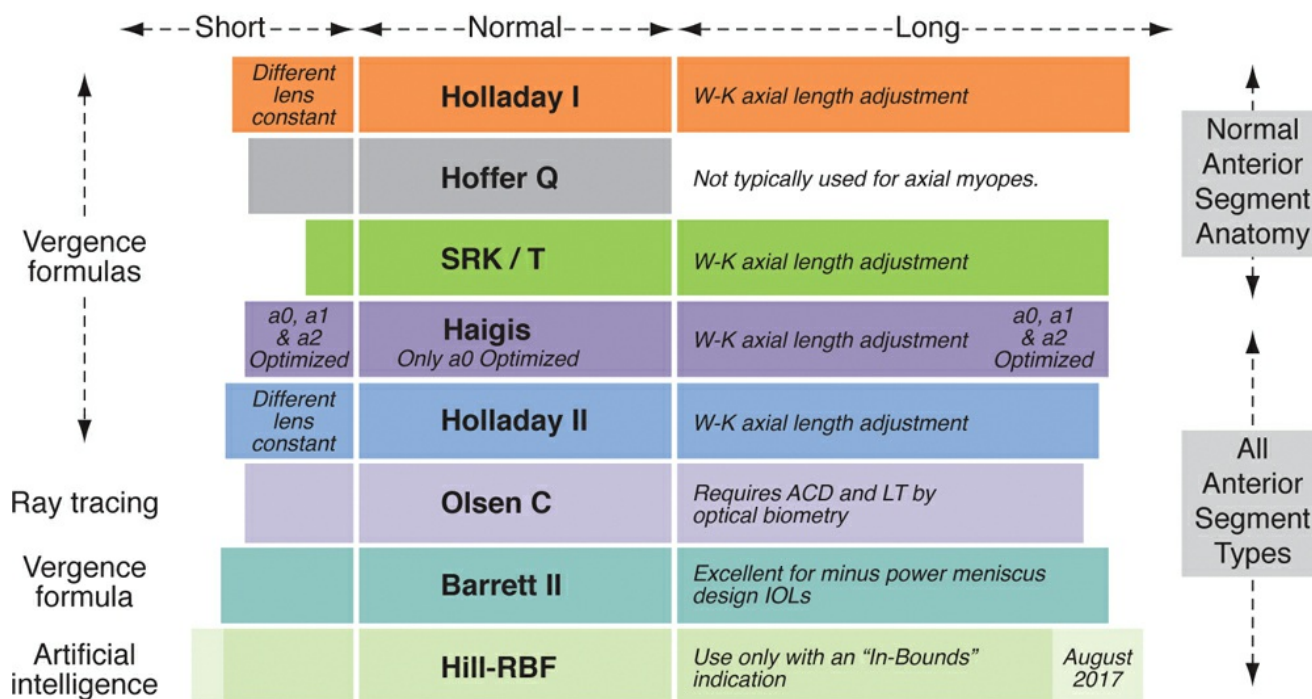 Short
Normal
Long
Different
lens
constant
Holladay I
W-K axial length adjustment
Hoffer Q
Not typically used for axial myopes.
SRK / T
W-K axial length adjustment
a0, a1
& a2
Optimized
Haigis
Only a0 Optimized
W-K axial length adjustment
a0, a1
& a2
Optimized
Different
lens
constant
Holladay II
W-K axial length adjustment
Olsen C
Requires ACD and LT by
optical biometry
Barrett II
Excellent for minus power meniscus
design IOLs
Hill-RBF
Use only with an “In-Bounds”
indication
August
2017
Vergence
formulas
Ray tracing
Vergence
formula
Artificial
intelligence
Normal
Anterior
Segment
Anatomy
All
Anterior
Segment
Types